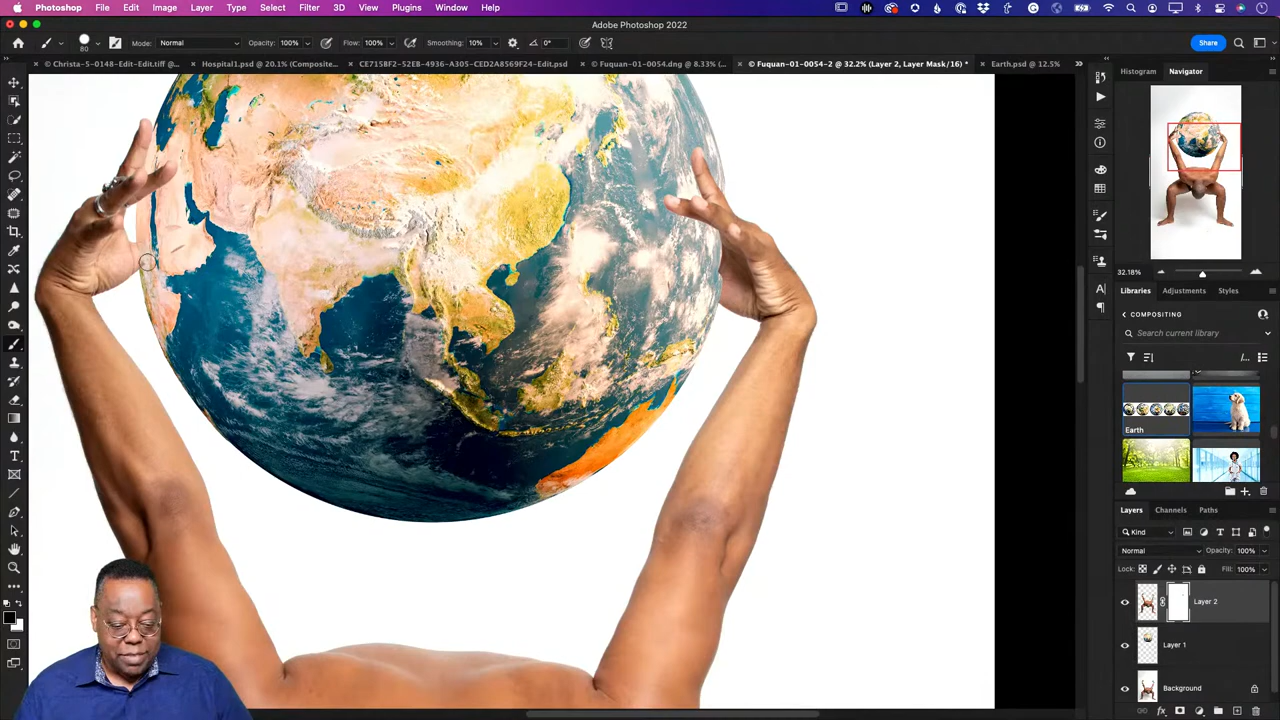 Photoshop File Edit Image Layer Type Select Filter 3D View Plugins Window Help
Adobe Photoshop 2022
80 Mode: Normal Opacity: 100% Flow: 100% Smoothing: 10% 0° Share
× © Christa-5-0148-Edit-Edit.tiff @... × Hospital1.psd @ 20.1% (Composite... × CE715BF2-52EB-4936-A305-CED2A8569F24-Edit.psd × © Fuquan-01-0054.dng @ 8.33% (... × © Fuquan-01-0054-2 @ 32.2% (Layer 2, Layer Mask/16) * × Earth.psd @ 12.5% »
Histogram Navigator
32.18%
Libraries Adjustments Styles
COMPOSITING
Search current library
Earth
Layers Channels Paths
Kind
Normal Opacity: 100%
Lock: Fill: 100%
Layer 2
Layer 1
Background